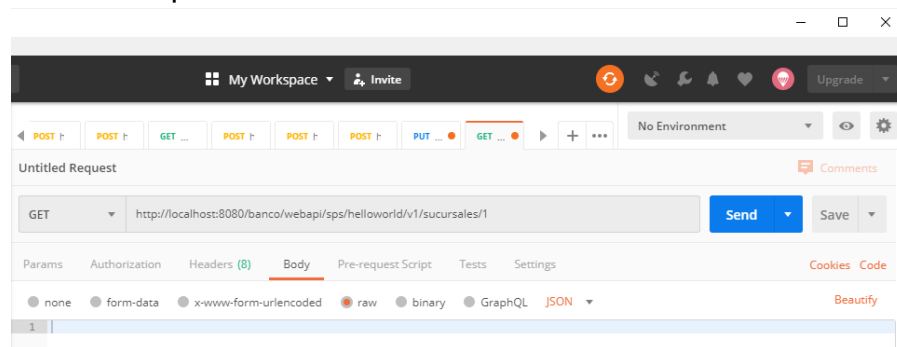 My Workspace Invite Upgrade
POST POST GET ... POST POST POST PUT ... GET ... + ••• No Environment
Untitled Request Comments
GET http://localhost:8080/banco/webapi/sps/helloworld/v1/sucursales/1 Send Save
Params Authorization Headers (8) Body Pre-request Script Tests Settings Cookies Code
none form-data x-www-form-urlencoded raw binary GraphQL JSON Beautify
1